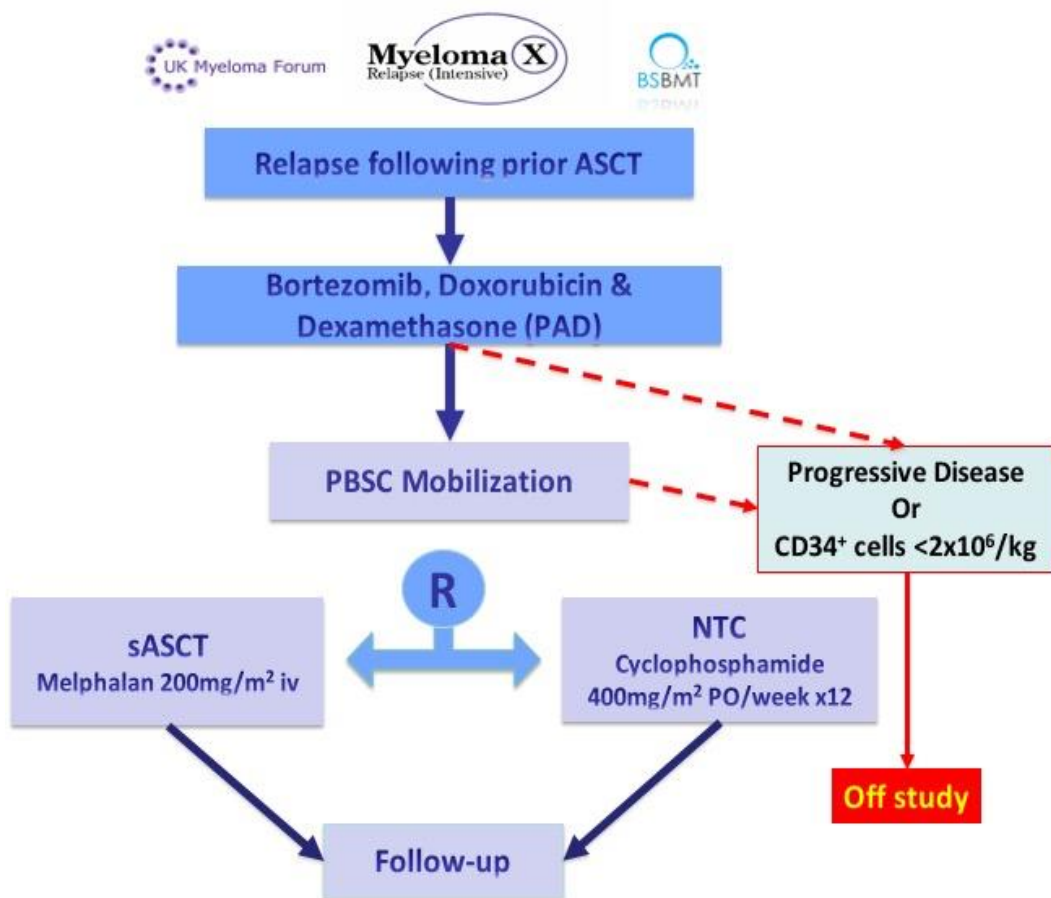 UK Myeloma Forum
Myeloma X
Relapse (Intensive)
BSBMT
Relapse following prior ASCT
Bortezomib, Doxorubicin &
Dexamethasone (PAD)
PBSC Mobilization
Progressive Disease
Or
CD34⁺ cells <2x10⁶/kg
R
sASCT
Melphalan 200mg/m² iv
NTC
Cyclophosphamide
400mg/m² PO/week x12
Off study
Follow-up